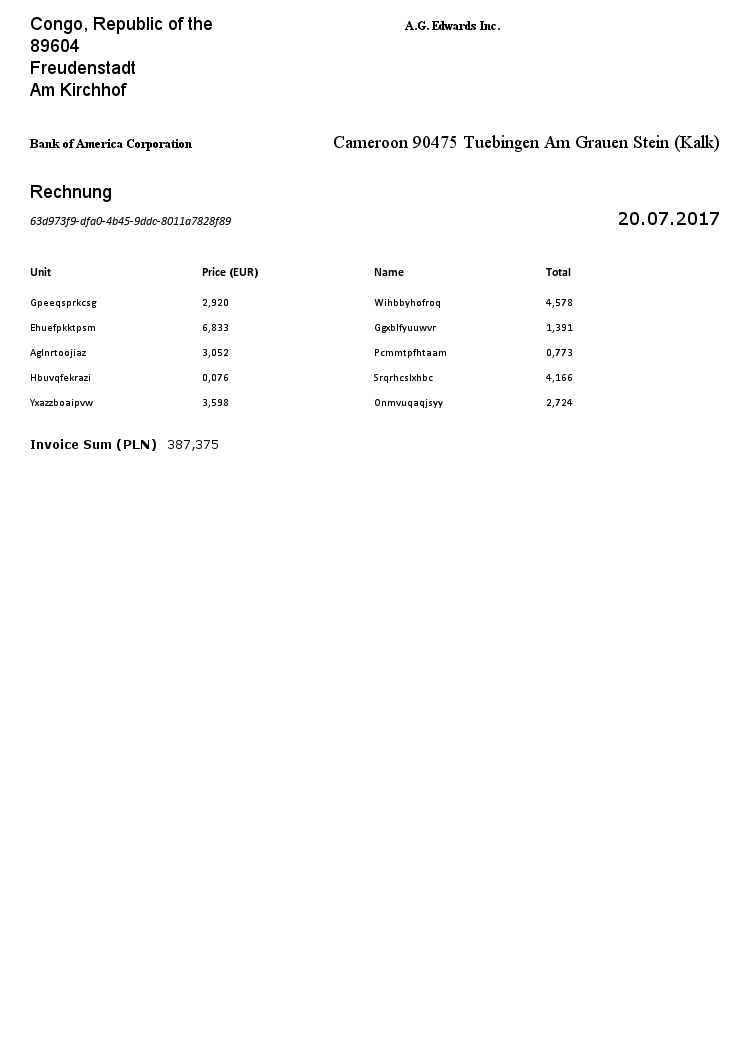 Congo, Republic of the
89604
Freudenstadt
Am Kirchhof
A.G. Edwards Inc.
Bank of America Corporation
Cameroon 90475 Tuebingen Am Grauen Stein (Kalk)
Rechnung
63d973f9-dfa0-4b45-9ddc-8011a7828f89
20.07.2017
Unit Price (EUR) Name Total
Gpeeqsprkcsg 2,920 Wihbbyhofroq 4,578
Ehuefpkktpsm 6,833 Ggxblfyuuwvr 1,391
Aglnrtoojiaz 3,052 Pcmmtpfhtaam 0,773
Hbuvqfekrazi 0,076 Srqrhcslxhbc 4,166
Yxazzboaipvw 3,598 Onmvuqaqjsyy 2,724
Invoice Sum (PLN) 387,375